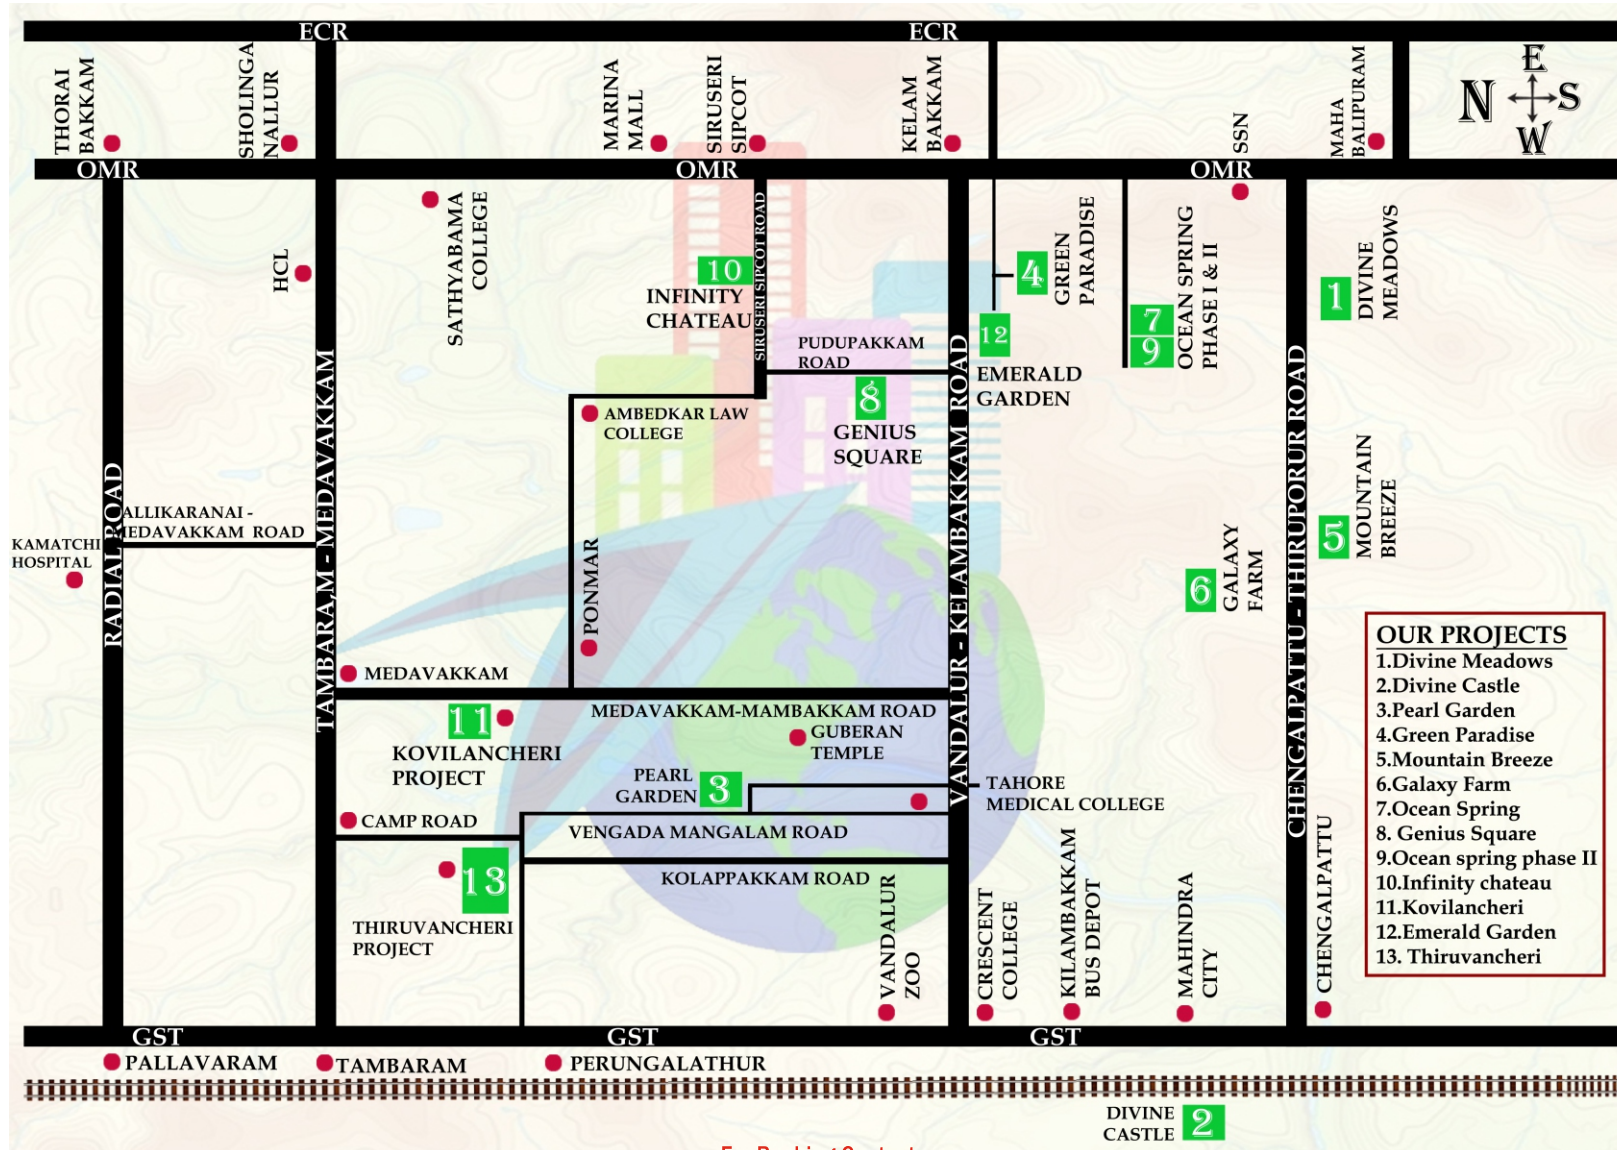 ECR
ECR
THORAI
BAKKAM
SHOLINGA
NALLUR
MARINA
MALL
SIRUSERI
SIPCOT
KELAM
BAKKAM
SSN
MAHA
BALIPURAM
E
N
S
W
OMR
OMR
OMR
HCL
SATHYABAMA
COLLEGE
10
INFINITY
CHATEAU
SIRUSERI SIPCOT ROAD
PUDUPAKKAM
ROAD
4
GREEN
PARADISE
12
EMERALD
GARDEN
7
9
OCEAN SPRING
PHASE I & II
1
DIVINE
MEADOWS
8
GENIUS
SQUARE
AMBEDKAR LAW
COLLEGE
RADIAL ROAD
ALLIKARANAI -
MEDAVAKKAM ROAD
KAMATCHI
HOSPITAL
TAMBARAM - MEDAVAKKAM
PONMAR
VANDALUR - KELAMBAKKAM ROAD
CHENGALPATTU - THIRUPORUR ROAD
5
MOUNTAIN
BREEZE
6
GALAXY
FARM
MEDAVAKKAM
MEDAVAKKAM-MAMBAKKAM ROAD
11
KOVILANCHERI
PROJECT
GUBERAN
TEMPLE
PEARL
GARDEN
3
TAHORE
MEDICAL COLLEGE
CAMP ROAD
VENGADA MANGALAM ROAD
KOLAPPAKKAM ROAD
13
THIRUVANCHERI
PROJECT
VANDALUR
ZOO
CRESCENT
COLLEGE
KILAMBAKKAM
BUS DEPOT
MAHINDRA
CITY
CHENGALPATTU
OUR PROJECTS
1.Divine Meadows
2.Divine Castle
3.Pearl Garden
4.Green Paradise
5.Mountain Breeze
6.Galaxy Farm
7.Ocean Spring
8. Genius Square
9.Ocean spring phase II
10.Infinity chateau
11.Kovilancheri
12.Emerald Garden
13. Thiruvancheri
GST
GST
GST
PALLAVARAM
TAMBARAM
PERUNGALATHUR
DIVINE
CASTLE
2